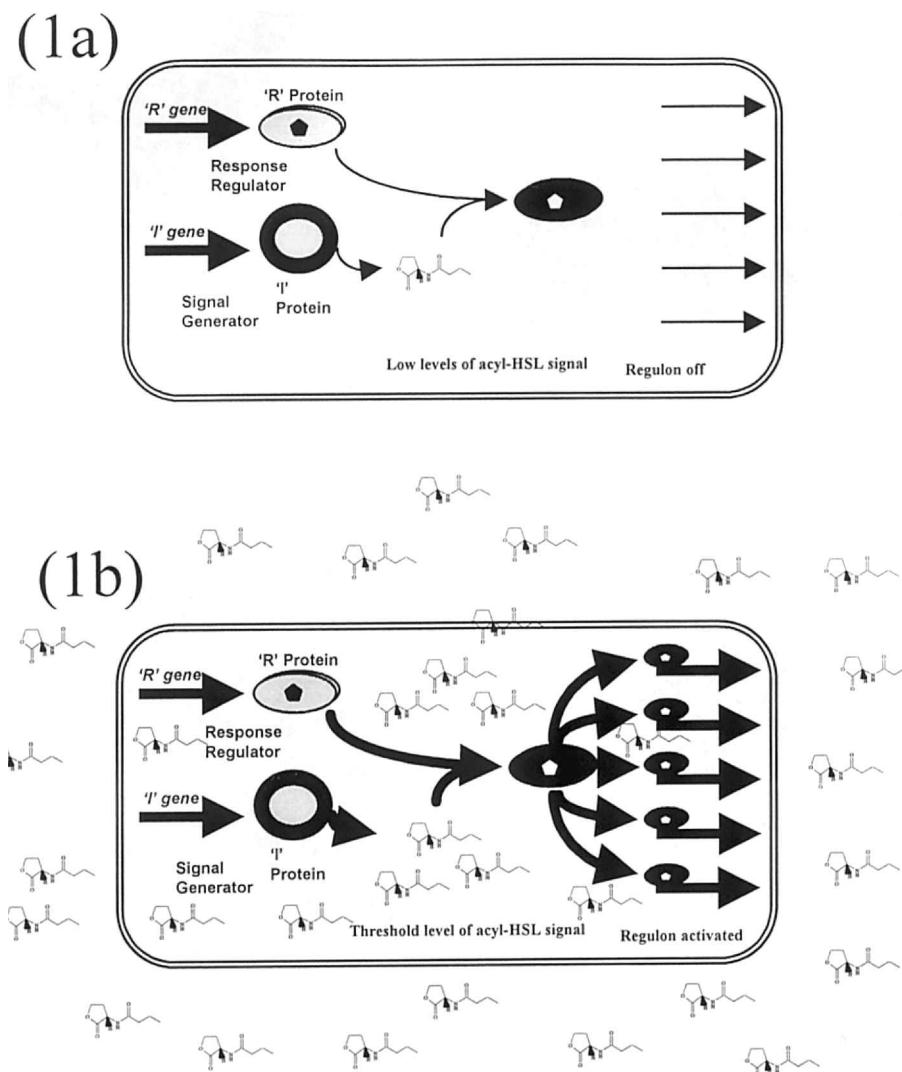 (1a)
'R' gene
'R' Protein
Response
Regulator
'I' gene
'I'
Protein
Signal
Generator
Low levels of acyl-HSL signal
Regulon off
(1b)
'R' gene
'R' Protein
Response
Regulator
'I' gene
'I'
Protein
Signal
Generator
Threshold level of acyl-HSL signal
Regulon activated